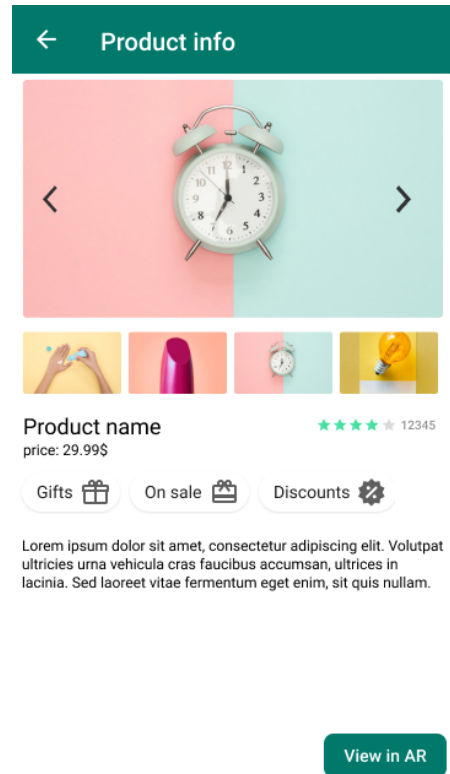 Product info
Product name
12345
price: 29.99$
Gifts
On sale
Discounts
Lorem ipsum dolor sit amet, consectetur adipiscing elit. Volutpat
ultricies urna vehicula cras faucibus accumsan, ultrices in
lacinia. Sed laoreet vitae fermentum eget enim, sit quis nullam.
View in AR